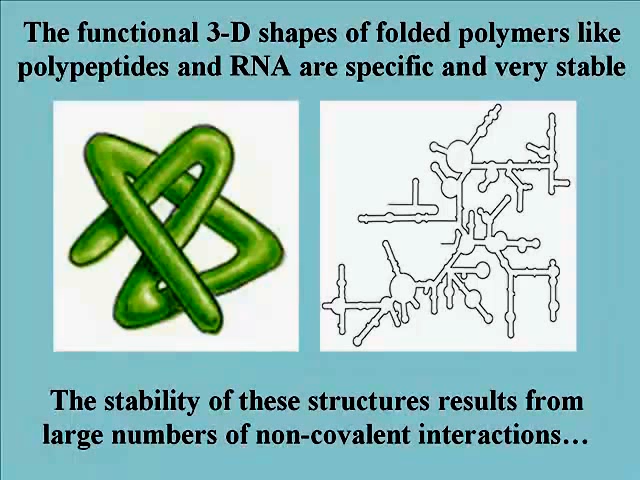 The functional 3-D shapes of folded polymers like
polypeptides and RNA are specific and very stable
The stability of these structures results from
large numbers of non-covalent interactions…